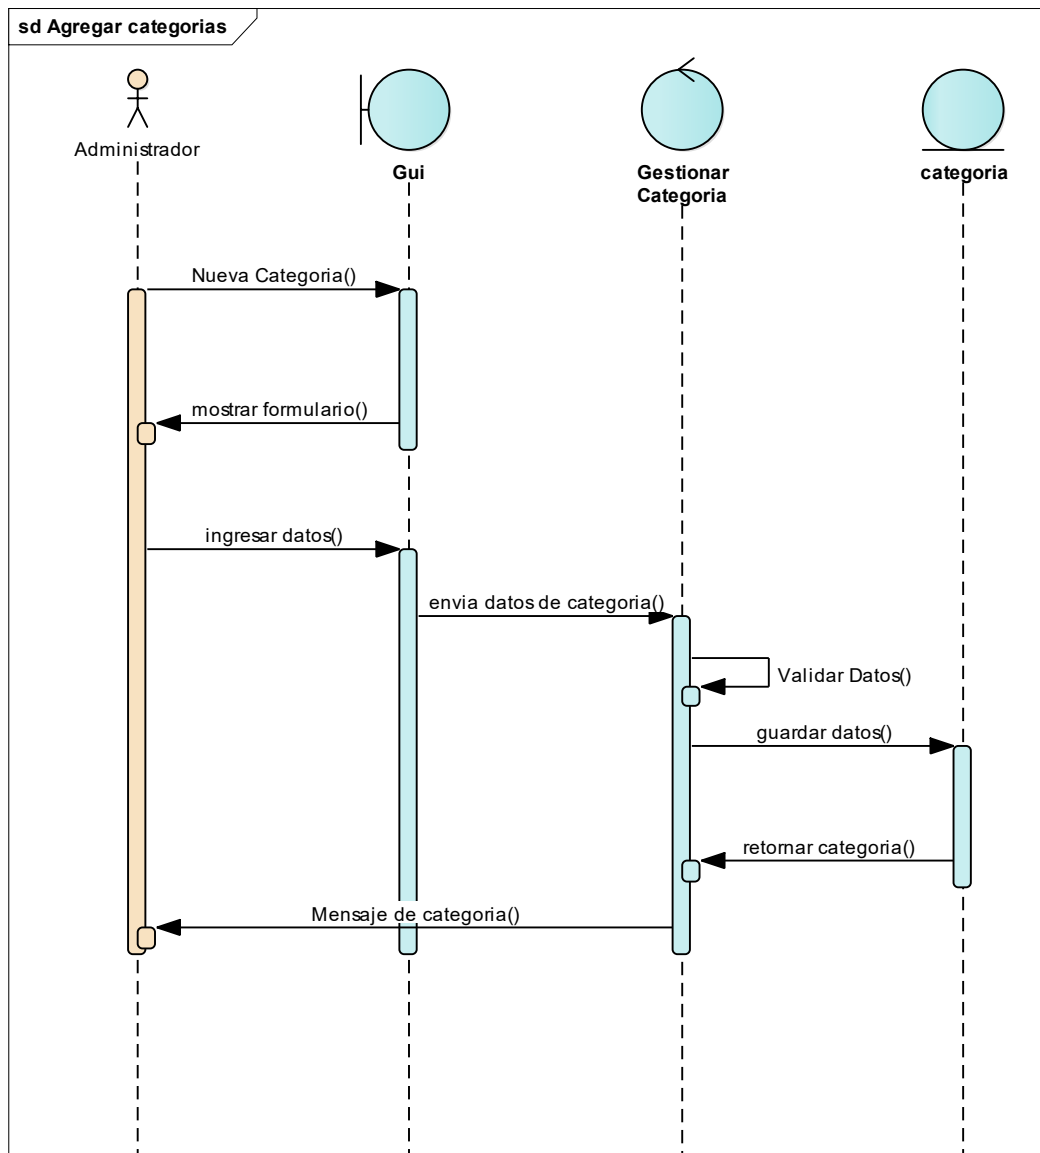 sd Agregar categorias
Administrador
Gui
Gestionar
Categoria
categoria
Nueva Categoria()
mostrar formulario()
ingresar datos()
envia datos de categoria()
Validar Datos()
guardar datos()
retornar categoria()
Mensaje de categoria()